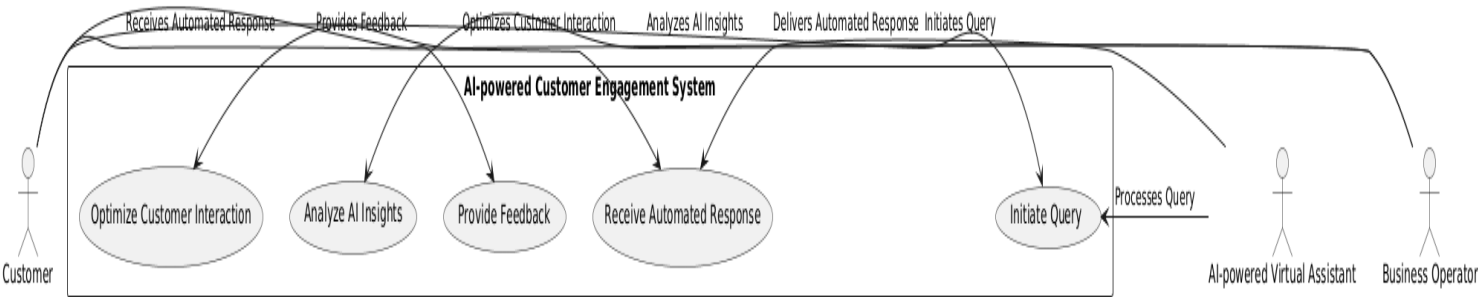 Receives Automated Response
Provides Feedback
Optimizes Customer Interaction
Analyzes AI Insights
Delivers Automated Response
Initiates Query
AI-powered Customer Engagement System
Optimize Customer Interaction
Analyze AI Insights
Provide Feedback
Receive Automated Response
Initiate Query
Processes Query
Customer
AI-powered Virtual Assistant
Business Operator